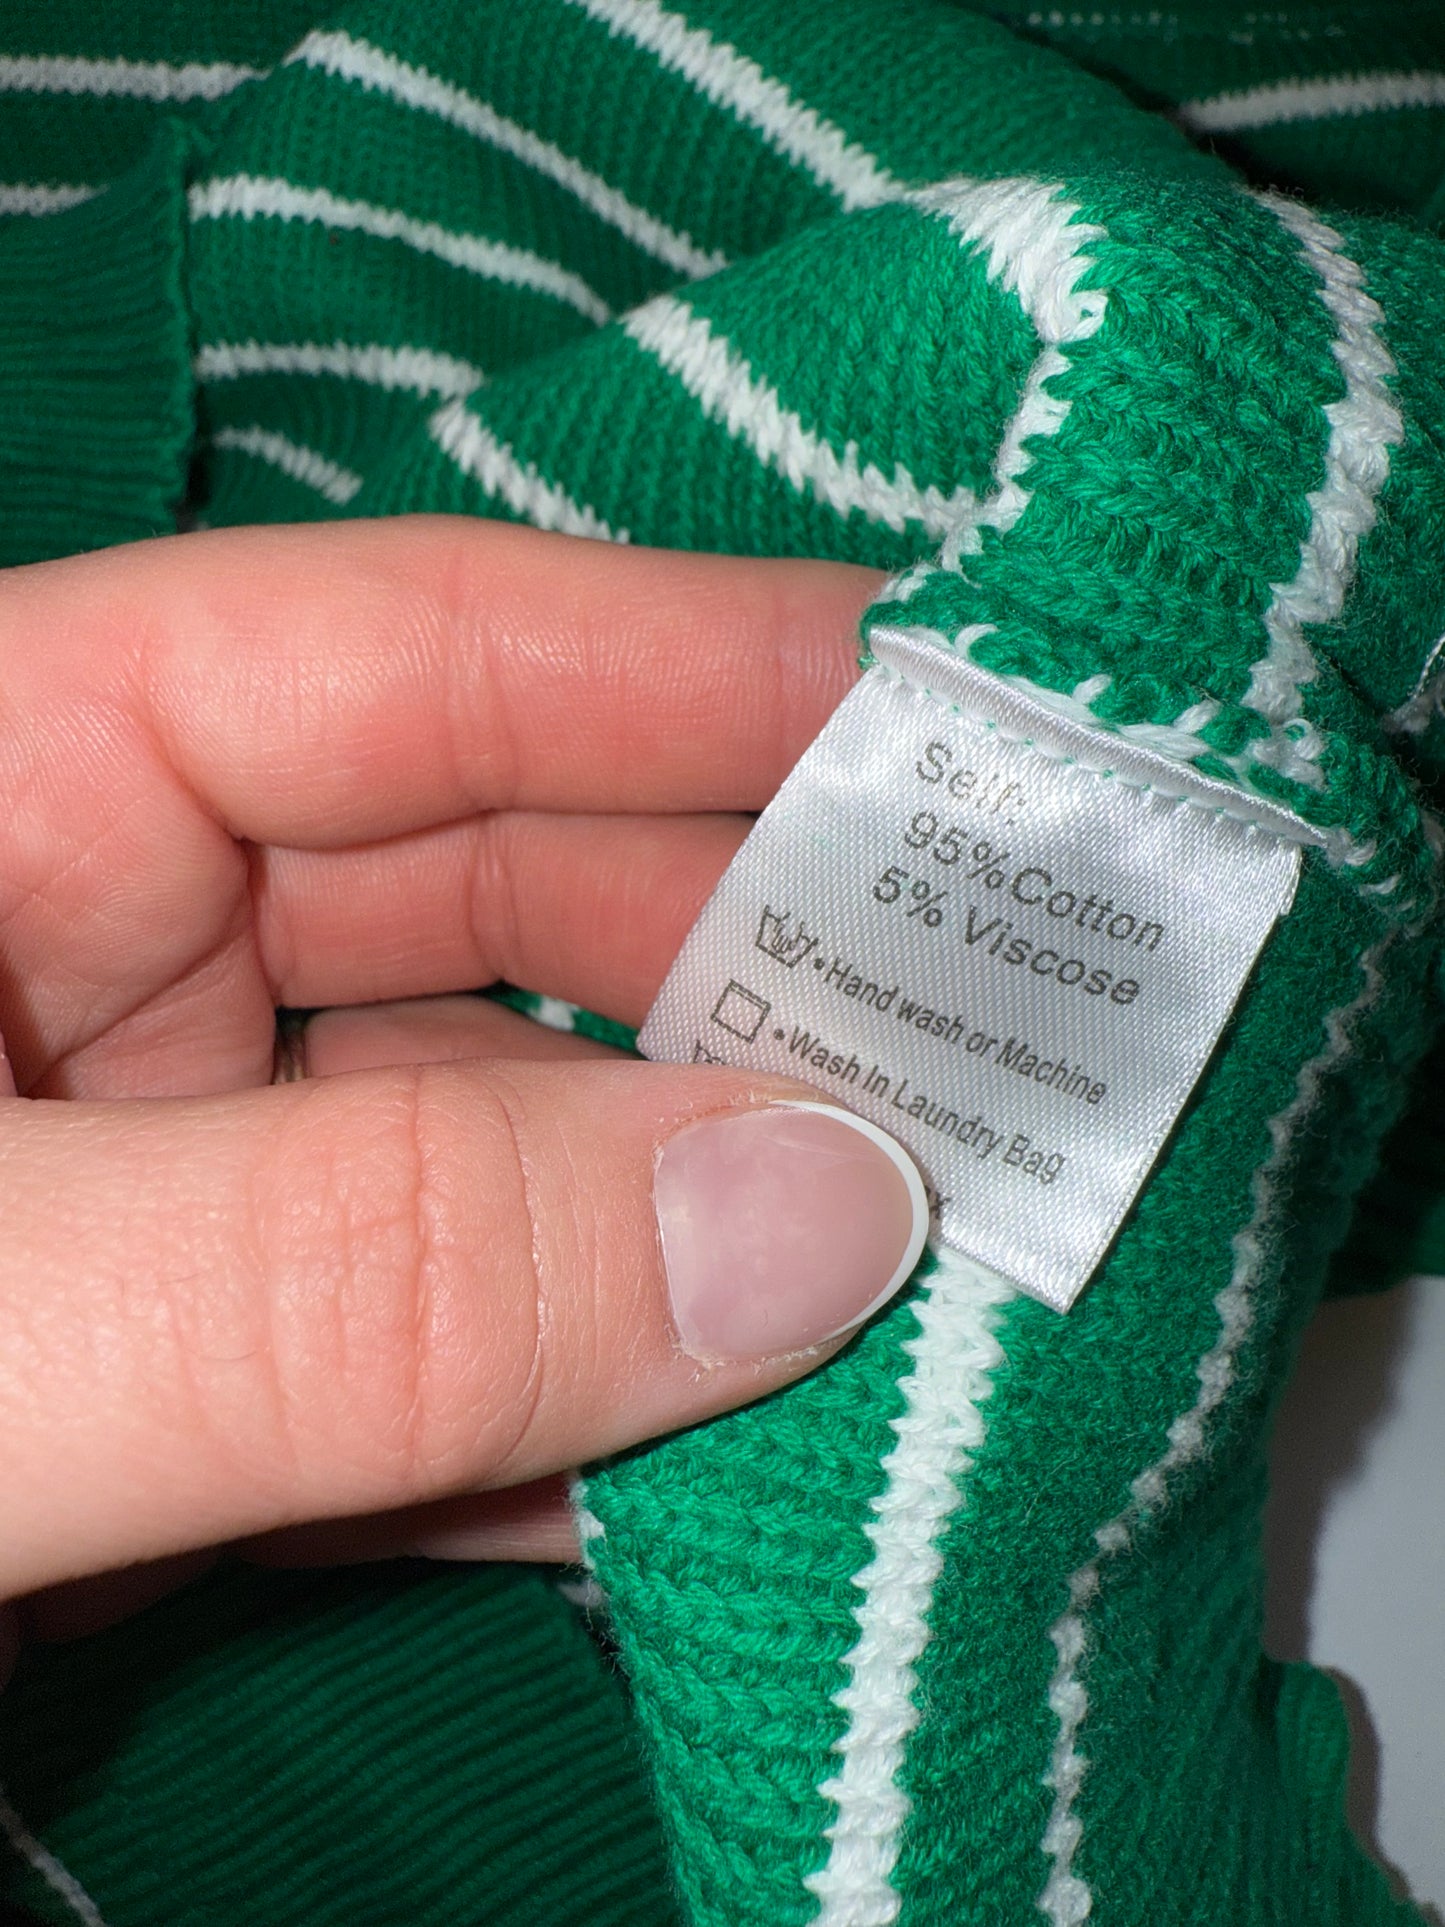 Self:
95%Cotton
5% Viscose
•Hand wash or Machine
•Wash In Laundry Bag